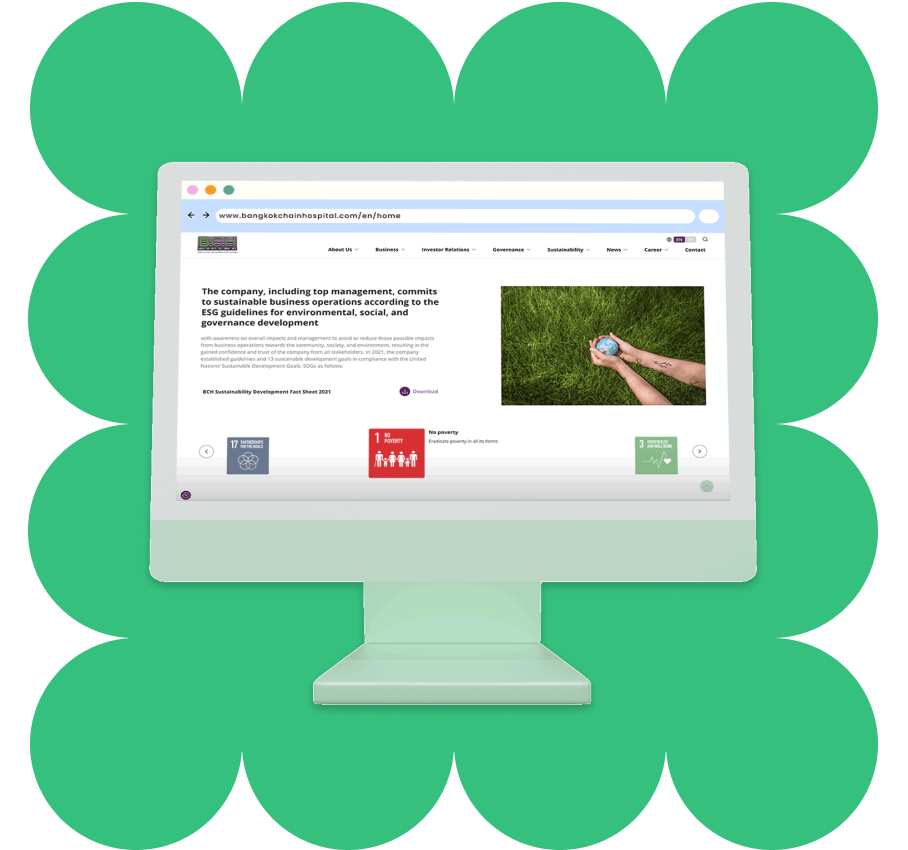 www.bangkokchainhospital.com/en/home
BCH
EN
About Us Business Investor Relations Governance Sustainability News Career Contact
The company, including top management, commits
to sustainable business operations according to the
ESG guidelines for environmental, social, and
governance development
with awareness on overall impacts and management to avoid or reduce those possible impacts
from business operations towards the community, society, and environment, resulting in the
gained confidence and trust of the company from all stakeholders. In 2021, the company
established guidelines and 13 sustainable development goals in compliance with the United
Nations' Sustainable Development Goals: SDGs as follows:
BCH Sustainability Development Fact Sheet 2021
Download
17 PARTNERSHIPS
FOR THE GOALS
1 NO
POVERTY
No poverty
Eradicate poverty in all its forms
3 GOOD HEALTH
AND WELL-BEING